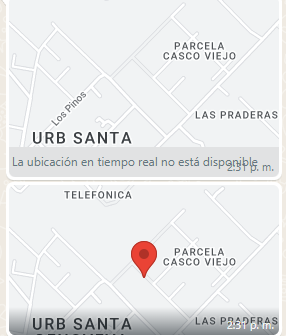 PARCELA
CASCO VIEJO
Los Pinos
LAS PRADERAS
URB SANTA
La ubicación en tiempo real no está disponible
2:31 p. m.
TELEFONICA
PARCELA
CASCO VIEJO
LAS PRADERAS
URB SANTA
2:31 p. m.